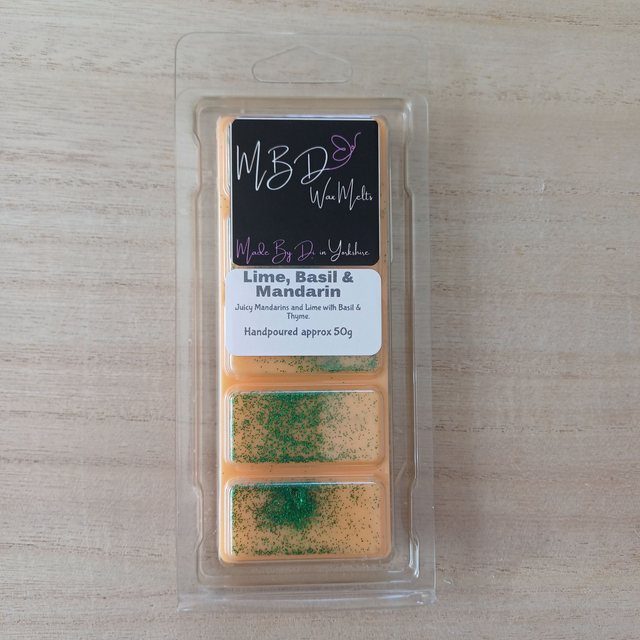 MBD
Wax Melts
Made By Di in Yorkshire
Lime, Basil &
Mandarin
Juicy Mandarins and Lime with Basil &
Thyme.
Handpoured approx 50g